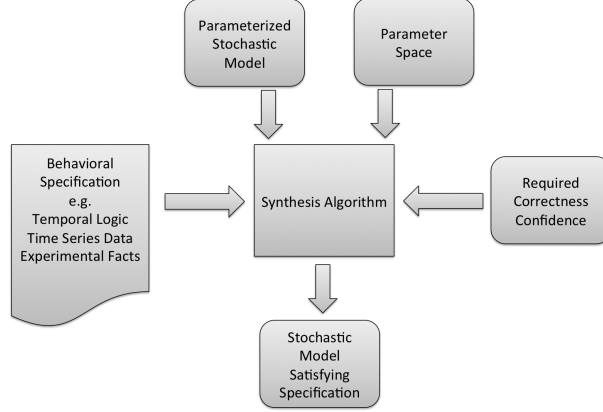 Parameterized
Stochastic
Model
Parameter
Space
Behavioral
Specification
e.g.
Temporal Logic
Time Series Data
Experimental Facts
Synthesis Algorithm
Required
Correctness
Confidence
Stochastic
Model
Satisfying
Specification